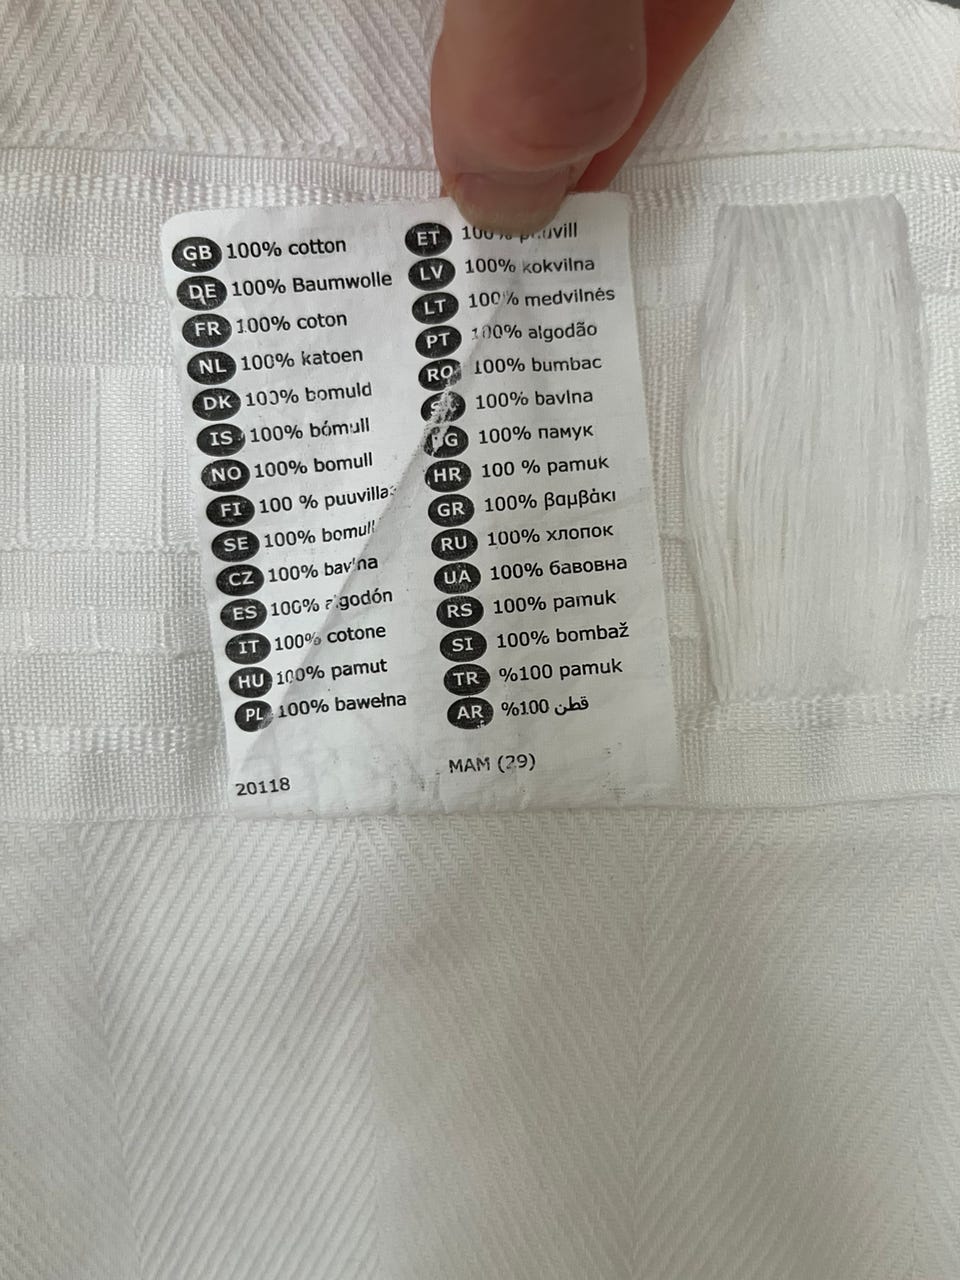 GB 100% cotton
DE 100% Baumwolle
FR 100% coton
NL 100% katoen
DK 100% bomuld
IS 100% bómull
NO 100% bomull
FI 100 % puuvilla
SE 100% bomull
CZ 100% bavlna
ES 100% algodón
IT 100% cotone
HU 100% pamut
PL 100% bawełna
20118
ET 100%
LV 100% kokvilna
LT 100% medvilnės
PT 100% algodão
RO 100% bumbac
100% bavlna
BG 100% памук
HR 100 % pamuk
GR 100% βαμβάκι
RU 100% хлопок
UA 100% бавовна
RS 100% pamuk
SI 100% bombaž
TR %100 pamuk
AR %100 قطن
MAM (29)